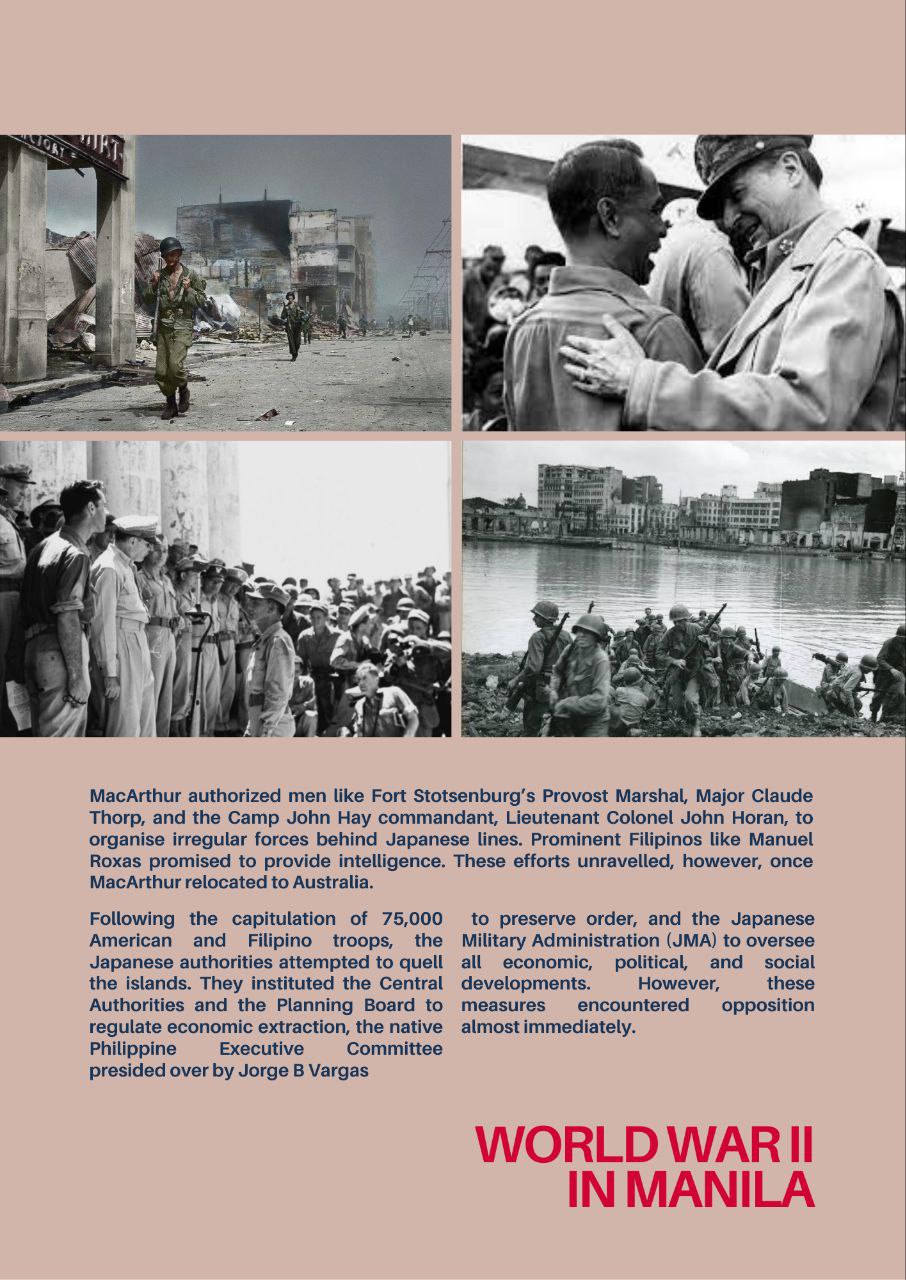 MacArthur authorized men like Fort Stotsenburg’s Provost Marshal, Major Claude
Thorp, and the Camp John Hay commandant, Lieutenant Colonel John Horan, to
organise irregular forces behind Japanese lines. Prominent Filipinos like Manuel
Roxas promised to provide intelligence. These efforts unravelled, however, once
MacArthur relocated to Australia.
Following the capitulation of 75,000
American and Filipino troops, the
Japanese authorities attempted to quell
the islands. They instituted the Central
Authorities and the Planning Board to
regulate economic extraction, the native
Philippine Executive Committee
presided over by Jorge B Vargas
to preserve order, and the Japanese
Military Administration (JMA) to oversee
all economic, political, and social
developments. However, these
measures encountered opposition
almost immediately.
WORLD WAR II
IN MANILA